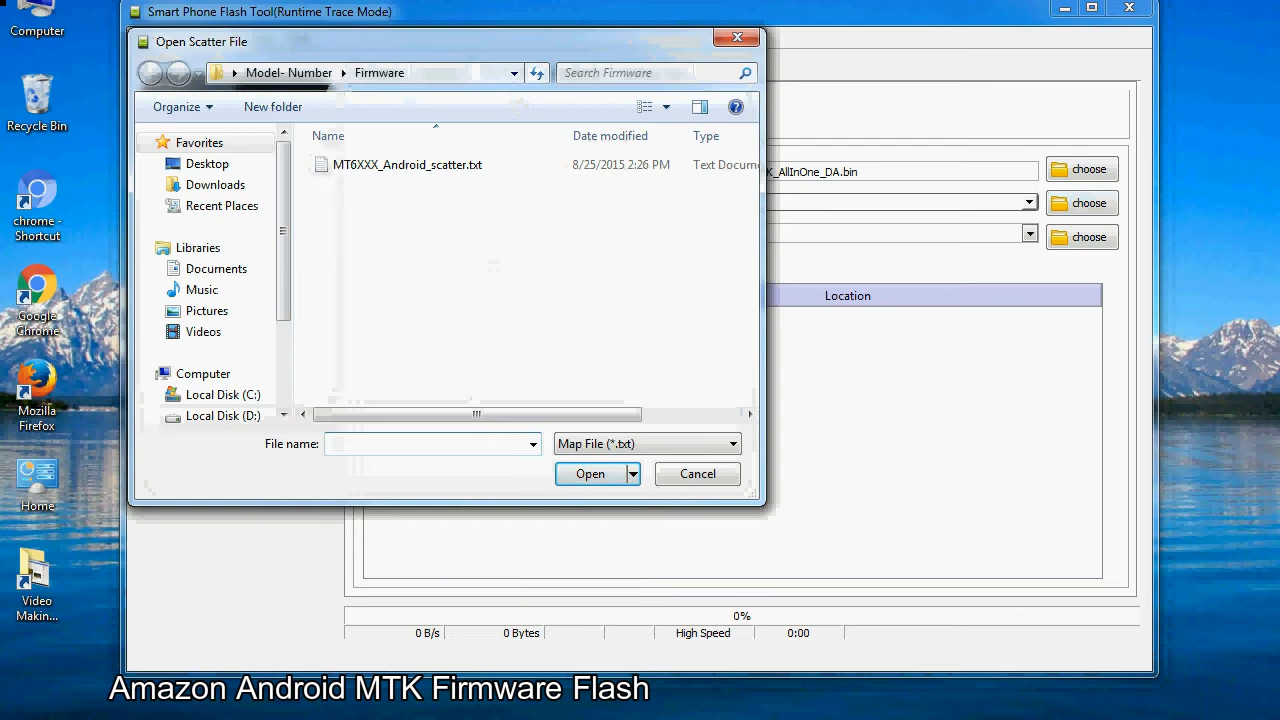 Computer
Recycle Bin
chrome -
Shortcut
Google
Chrome
Mozilla
Firefox
Home
Video
Makin...
Smart Phone Flash Tool(Runtime Trace Mode)
Open Scatter File
Model- Number
Firmware
Search Firmware
Organize
New folder
Name
Date modified
Type
Favorites
Desktop
Downloads
Recent Places
Libraries
Documents
Music
Pictures
Videos
Computer
Local Disk (C:)
Local Disk (D:)
MT6XXX_Android_scatter.txt
8/25/2015 2:26 PM
Text Docum
File name:
Map File (*.txt)
Open
Cancel
K_AllInOne_DA.bin
choose
choose
choose
Location
0%
0 B/s
0 Bytes
High Speed
0:00
Amazon Android MTK Firmware Flash